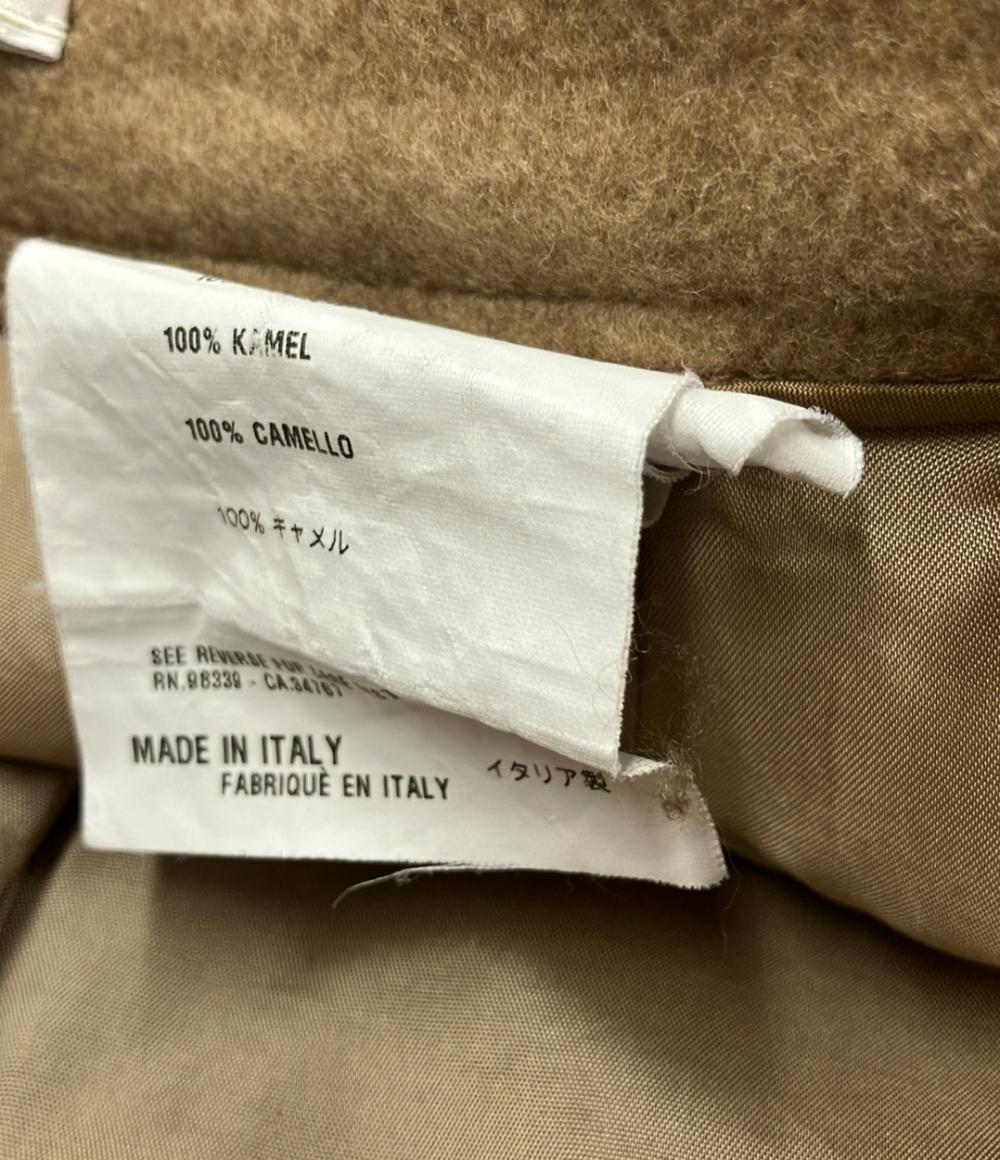 100% KAMEL
100% CAMELLO
100% キャメル
SEE REVERSE FOR CARE
RN.98339 - CA.34767
MADE IN ITALY
FABRIQUÈ EN ITALY
イタリア製